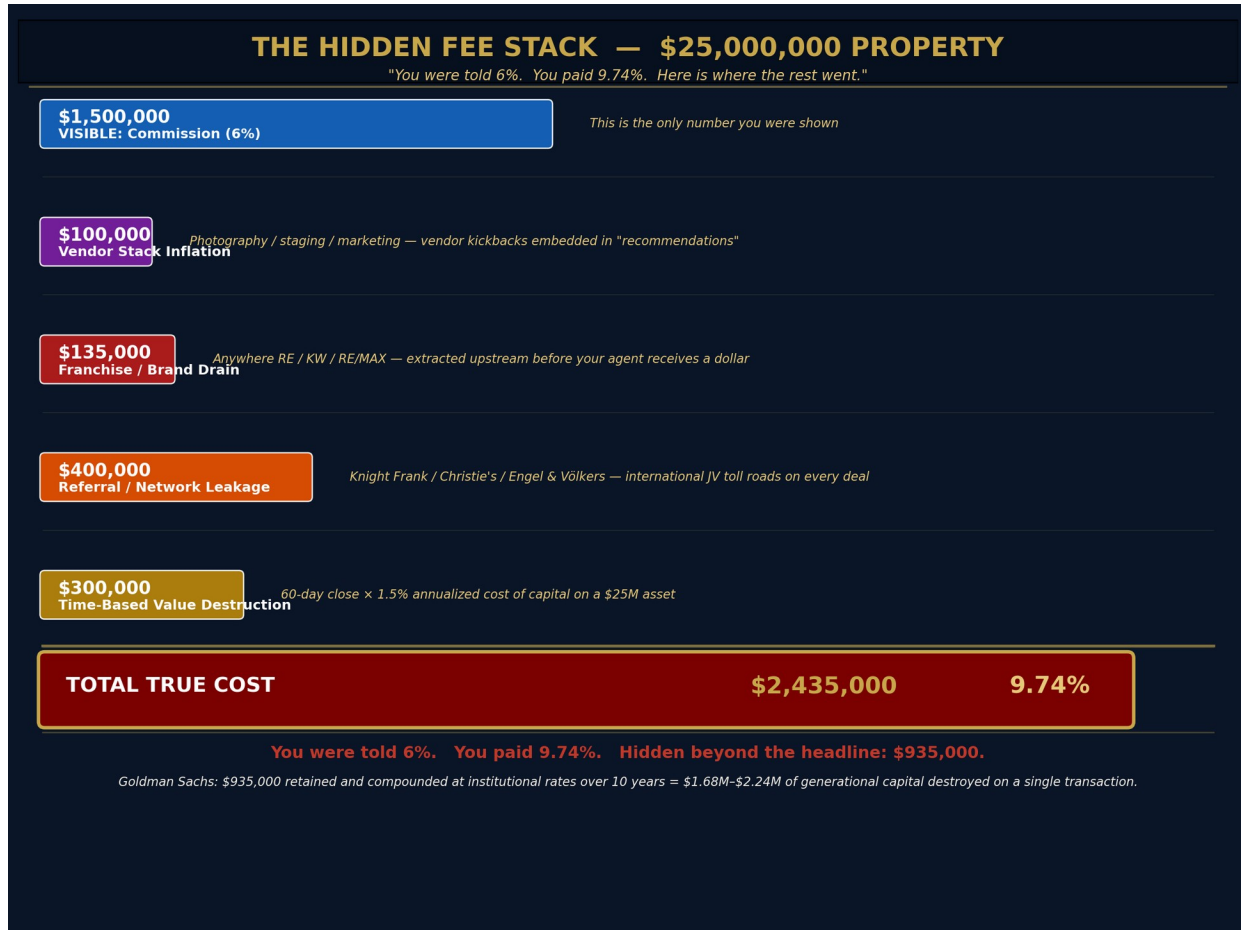 THE HIDDEN FEE STACK — $25,000,000 PROPERTY
"You were told 6%. You paid 9.74%. Here is where the rest went."
$1,500,000
VISIBLE: Commission (6%)
This is the only number you were shown
$100,000
Vendor Stack Inflation
Photography / staging / marketing — vendor kickbacks embedded in "recommendations"
$135,000
Franchise / Brand Drain
Anywhere RE / KW / RE/MAX — extracted upstream before your agent receives a dollar
$400,000
Referral / Network Leakage
Knight Frank / Christie's / Engel & Völkers — international JV toll roads on every deal
$300,000
Time-Based Value Destruction
60-day close × 1.5% annualized cost of capital on a $25M asset
TOTAL TRUE COST $2,435,000 9.74%
You were told 6%. You paid 9.74%. Hidden beyond the headline: $935,000.
Goldman Sachs: $935,000 retained and compounded at institutional rates over 10 years = $1.68M–$2.24M of generational capital destroyed on a single transaction.